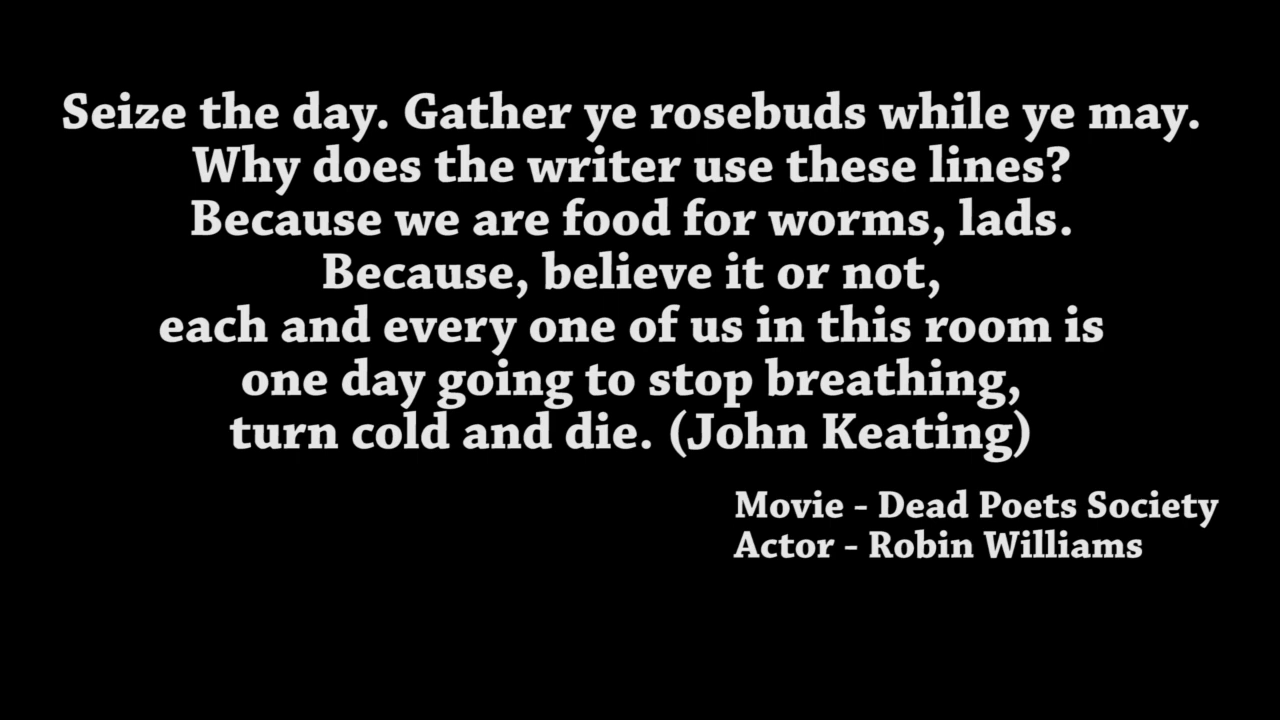 Seize the day. Gather ye rosebuds while ye may.
Why does the writer use these lines?
Because we are food for worms, lads.
Because, believe it or not,
each and every one of us in this room is
one day going to stop breathing,
turn cold and die. (John Keating)
Movie - Dead Poets Society
Actor - Robin Williams